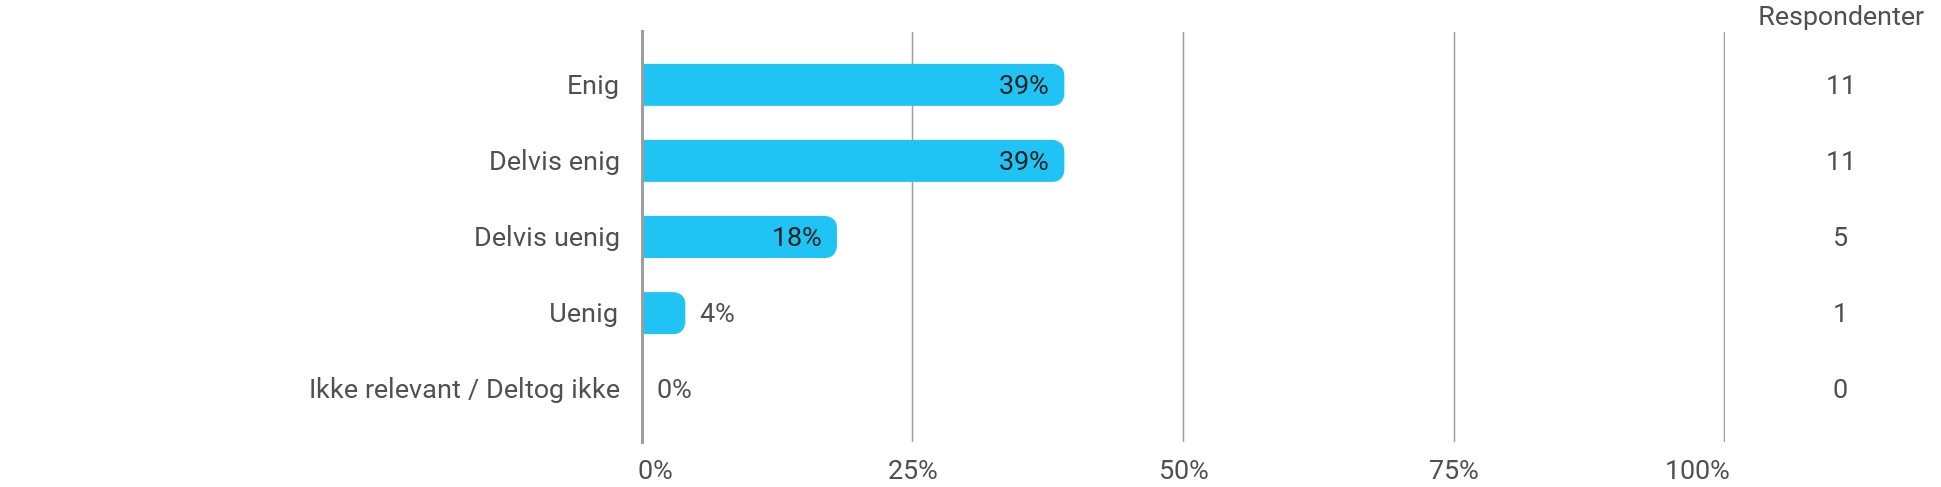 Respondenter
Enig 39% 11
Delvis enig 39% 11
Delvis uenig 18% 5
Uenig 4% 1
Ikke relevant / Deltog ikke 0% 0
0% 25% 50% 75% 100%